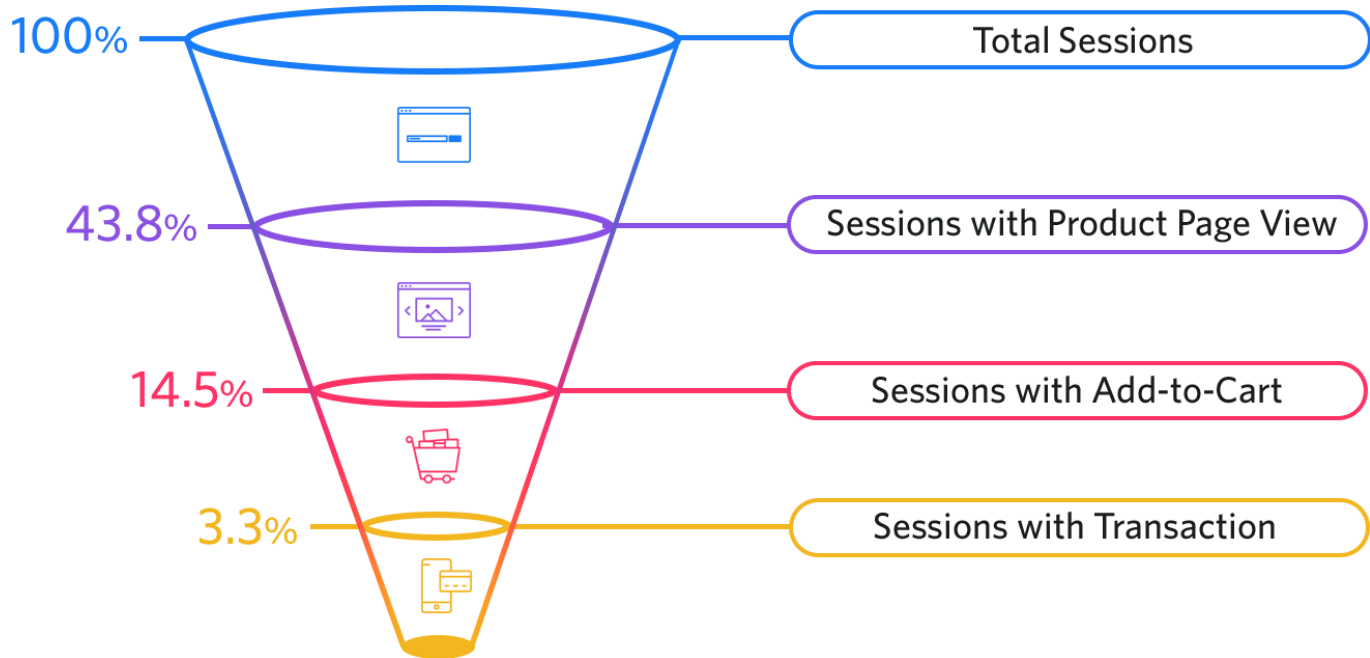 100%
Total Sessions
43.8%
Sessions with Product Page View
14.5%
Sessions with Add-to-Cart
3.3%
Sessions with Transaction